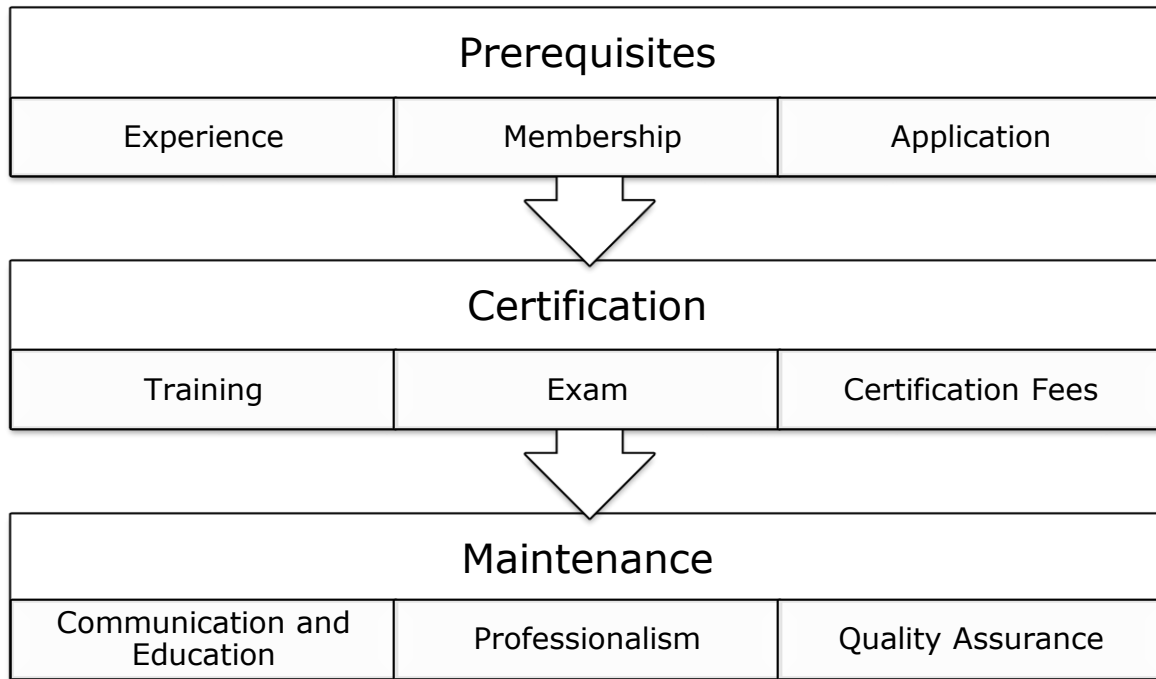 Prerequisites
Experience
Membership
Application
Certification
Training
Exam
Certification Fees
Maintenance
Communication and
Education
Professionalism
Quality Assurance